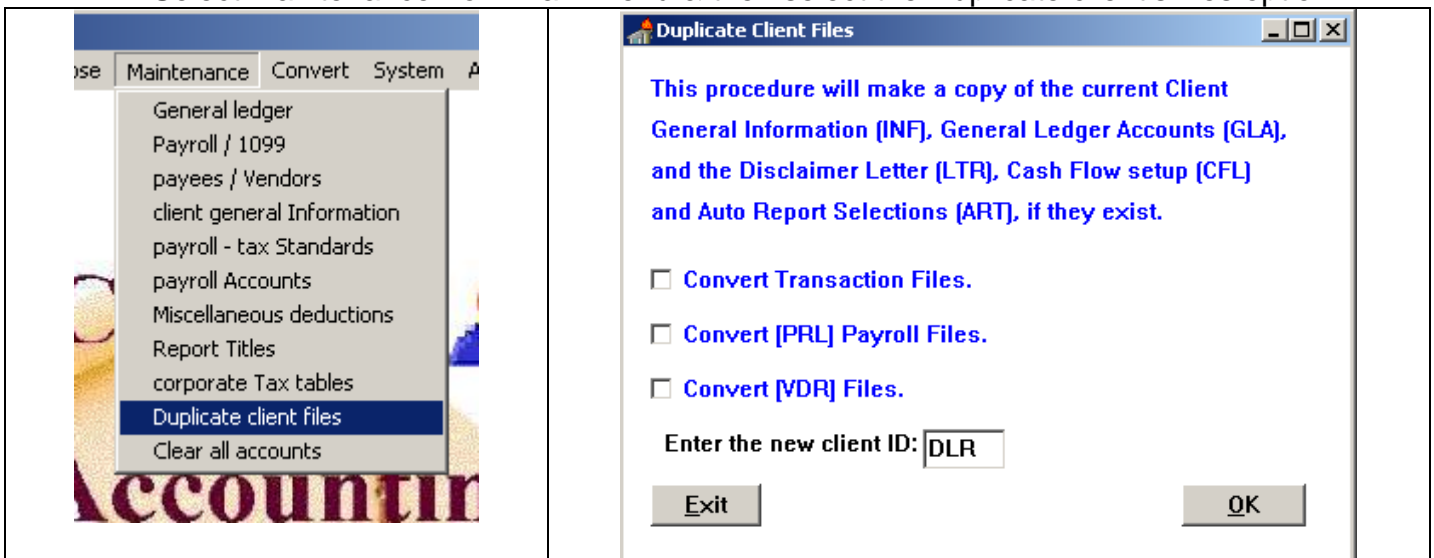 ose Maintenance Convert System A
General ledger
Payroll / 1099
payees / Vendors
client general Information
payroll - tax Standards
payroll Accounts
Miscellaneous deductions
Report Titles
corporate Tax tables
Duplicate client files
Clear all accounts
Accountin
Duplicate Client Files
This procedure will make a copy of the current Client
General Information (INF), General Ledger Accounts (GLA),
and the Disclaimer Letter (LTR), Cash Flow setup (CFL)
and Auto Report Selections (ART), if they exist.
Convert Transaction Files.
Convert [PRL] Payroll Files.
Convert [VDR] Files.
Enter the new client ID: DLR
Exit OK